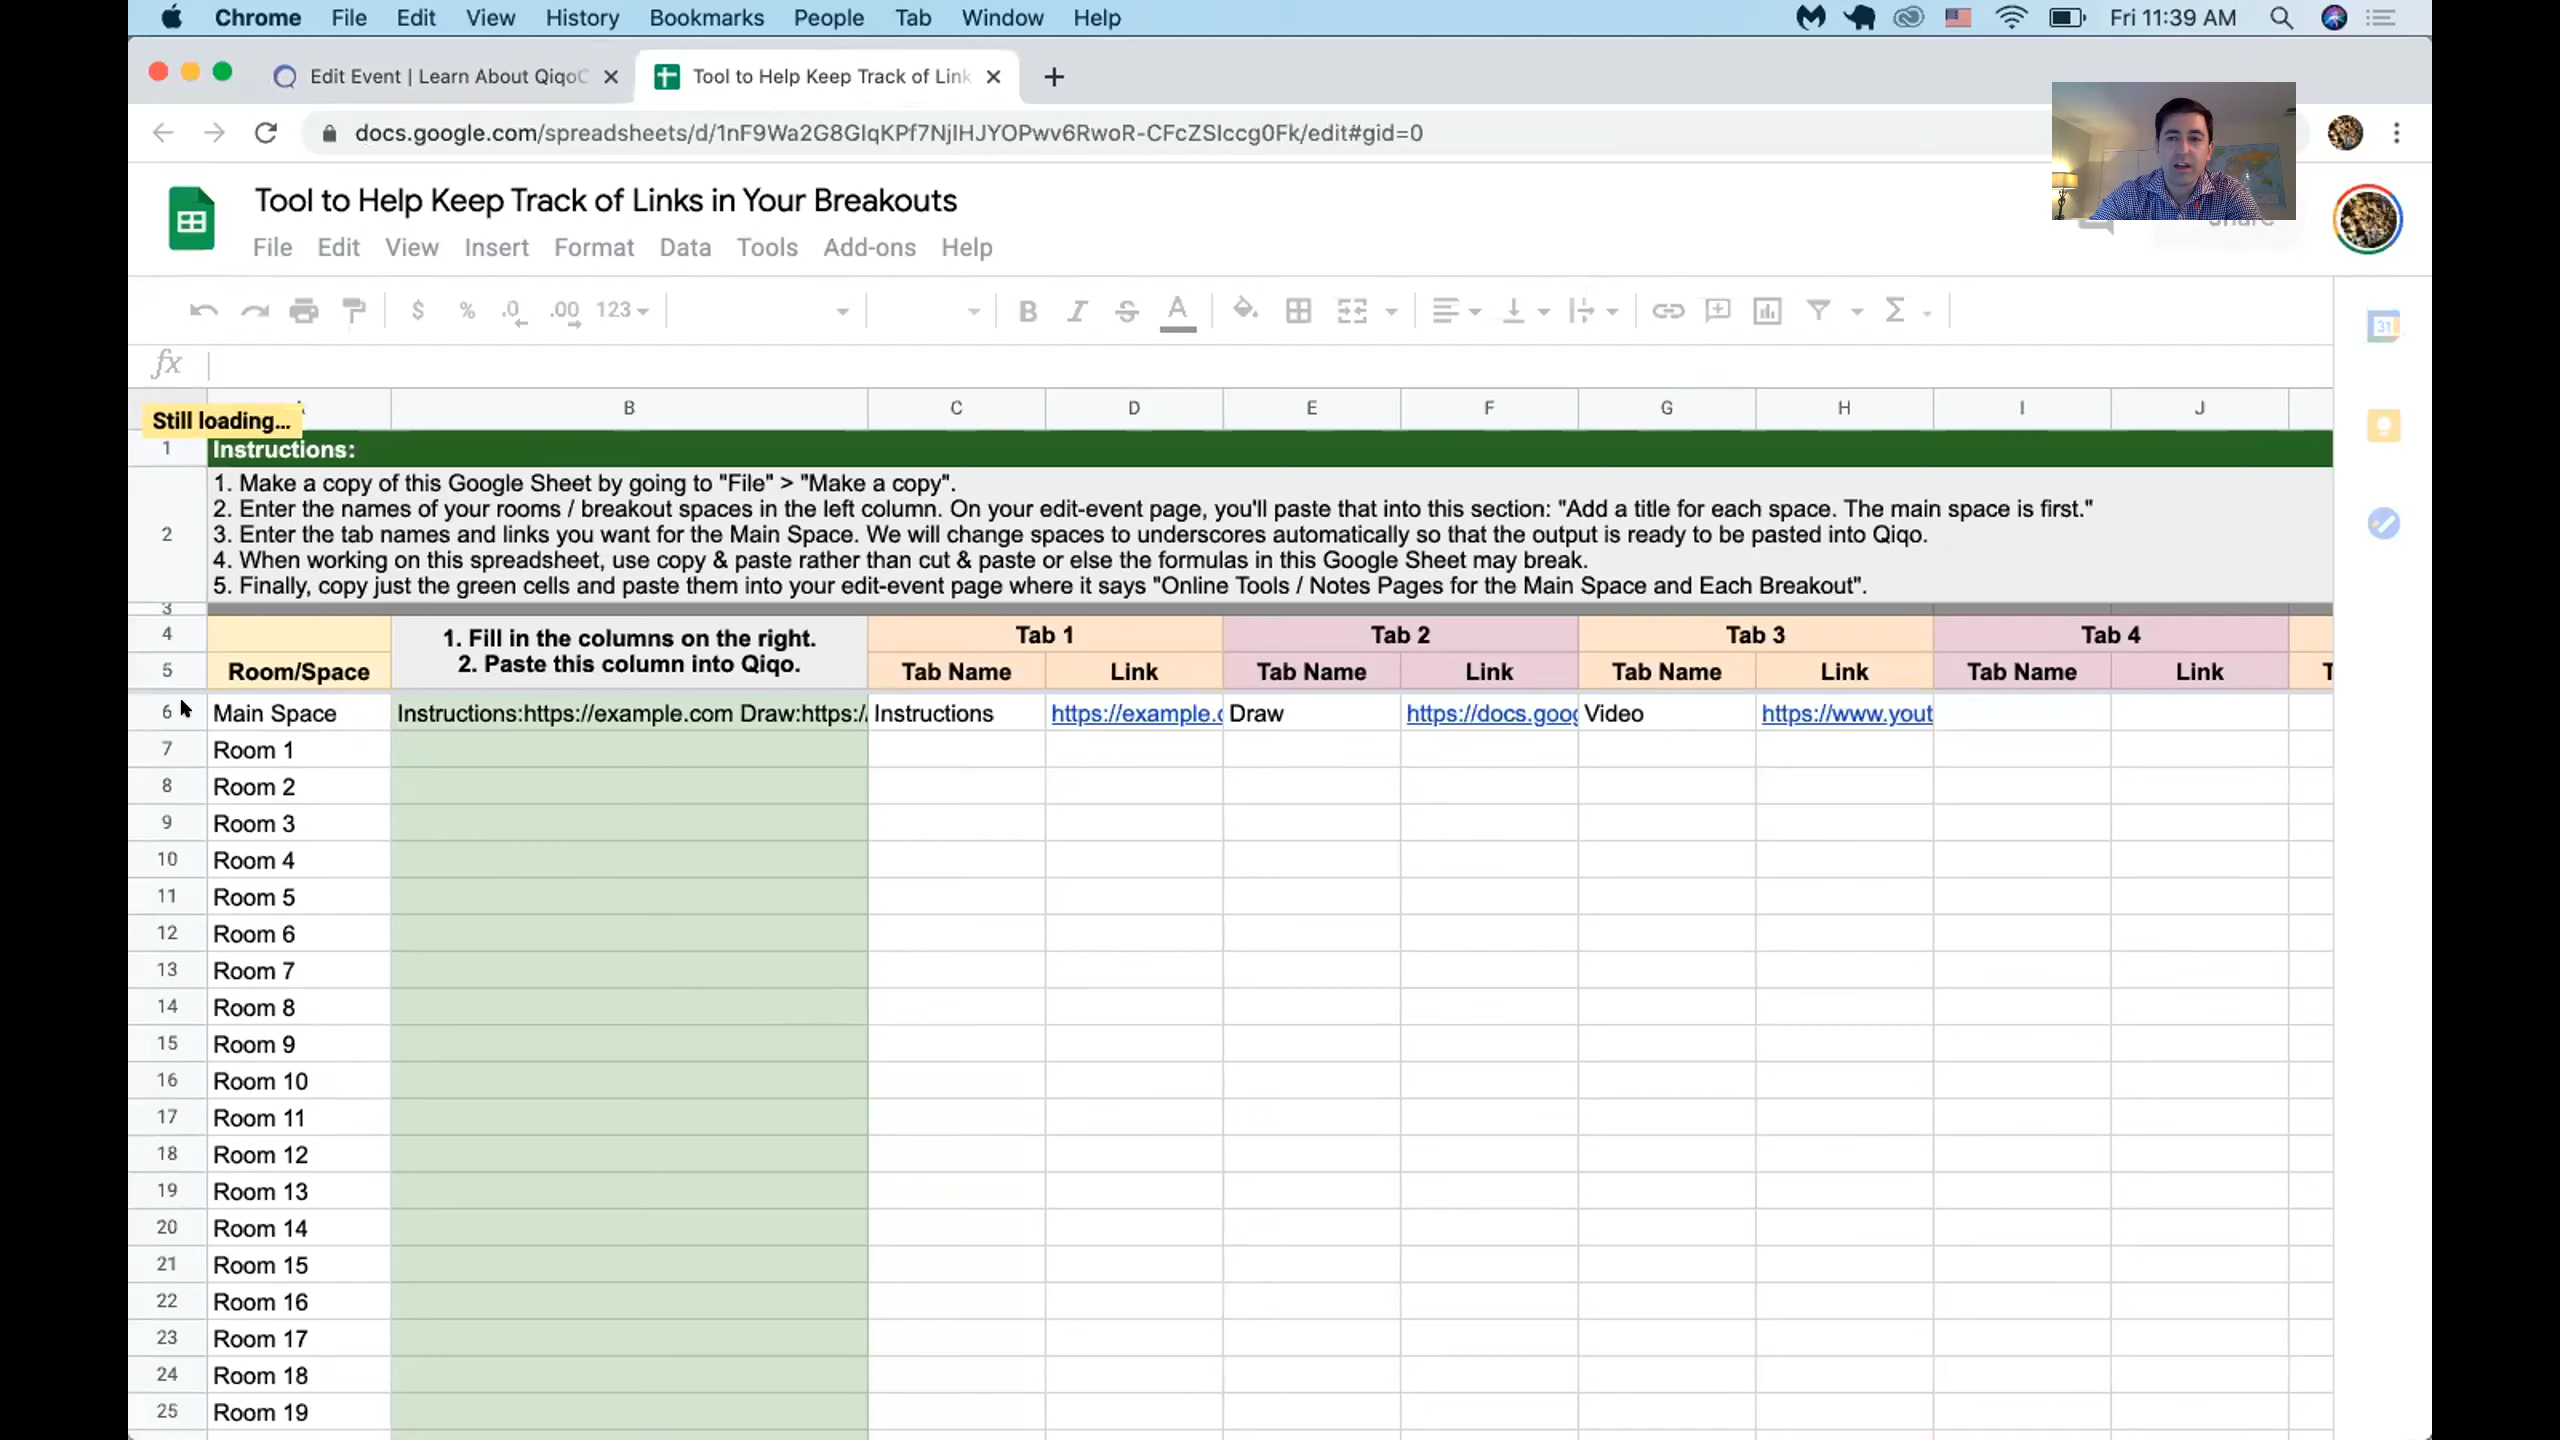 Chrome File Edit View History Bookmarks People Tab Window Help Fri 11:39 AM
Edit Event | Learn About Qiqo
Tool to Help Keep Track of Link
docs.google.com/spreadsheets/d/1nF9Wa2G8GIqKPf7NjIHJYOPwv6RwoR-CFcZSIccg0Fk/edit#gid=0
Tool to Help Keep Track of Links in Your Breakouts
File Edit View Insert Format Data Tools Add-ons Help
$ % .0 .00 123 B I S A Σ
31
fx
Still loading...
B C D E F G H I J
1 Instructions:
1. Make a copy of this Google Sheet by going to "File" > "Make a copy".
2. Enter the names of your rooms / breakout spaces in the left column. On your edit-event page, you'll paste that into this section: "Add a title for each space. The main space is first."
2 3. Enter the tab names and links you want for the Main Space. We will change spaces to underscores automatically so that the output is ready to be pasted into Qiqo.
4. When working on this spreadsheet, use copy & paste rather than cut & paste or else the formulas in this Google Sheet may break.
5. Finally, copy just the green cells and paste them into your edit-event page where it says "Online Tools / Notes Pages for the Main Space and Each Breakout".
3
4 1. Fill in the columns on the right. Tab 1 Tab 2 Tab 3 Tab 4
2. Paste this column into Qiqo.
5 Room/Space Tab Name Link Tab Name Link Tab Name Link Tab Name Link T
6 Main Space Instructions:https://example.com Draw:https:/ Instructions https://example.c Draw https://docs.goog Video https://www.yout
7 Room 1
8 Room 2
9 Room 3
10 Room 4
11 Room 5
12 Room 6
13 Room 7
14 Room 8
15 Room 9
16 Room 10
17 Room 11
18 Room 12
19 Room 13
20 Room 14
21 Room 15
22 Room 16
23 Room 17
24 Room 18
25 Room 19